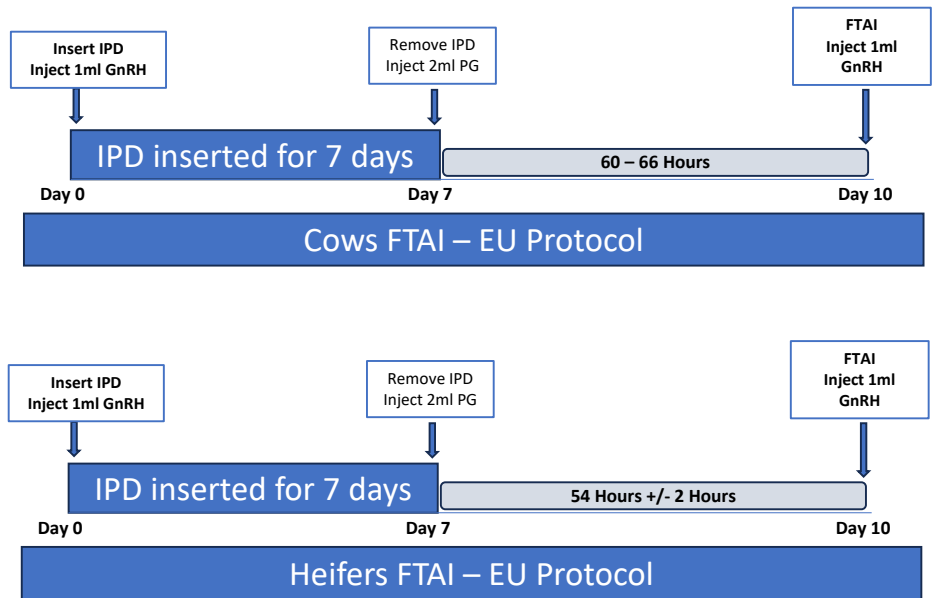 Insert IPD
Inject 1ml GnRH
Remove IPD
Inject 2ml PG
FTAI
Inject 1ml
GnRH
IPD inserted for 7 days
60 – 66 Hours
Day 0
Day 7
Day 10
Cows FTAI – EU Protocol
Insert IPD
Inject 1ml GnRH
Remove IPD
Inject 2ml PG
FTAI
Inject 1ml
GnRH
IPD inserted for 7 days
54 Hours +/- 2 Hours
Day 0
Day 7
Day 10
Heifers FTAI – EU Protocol